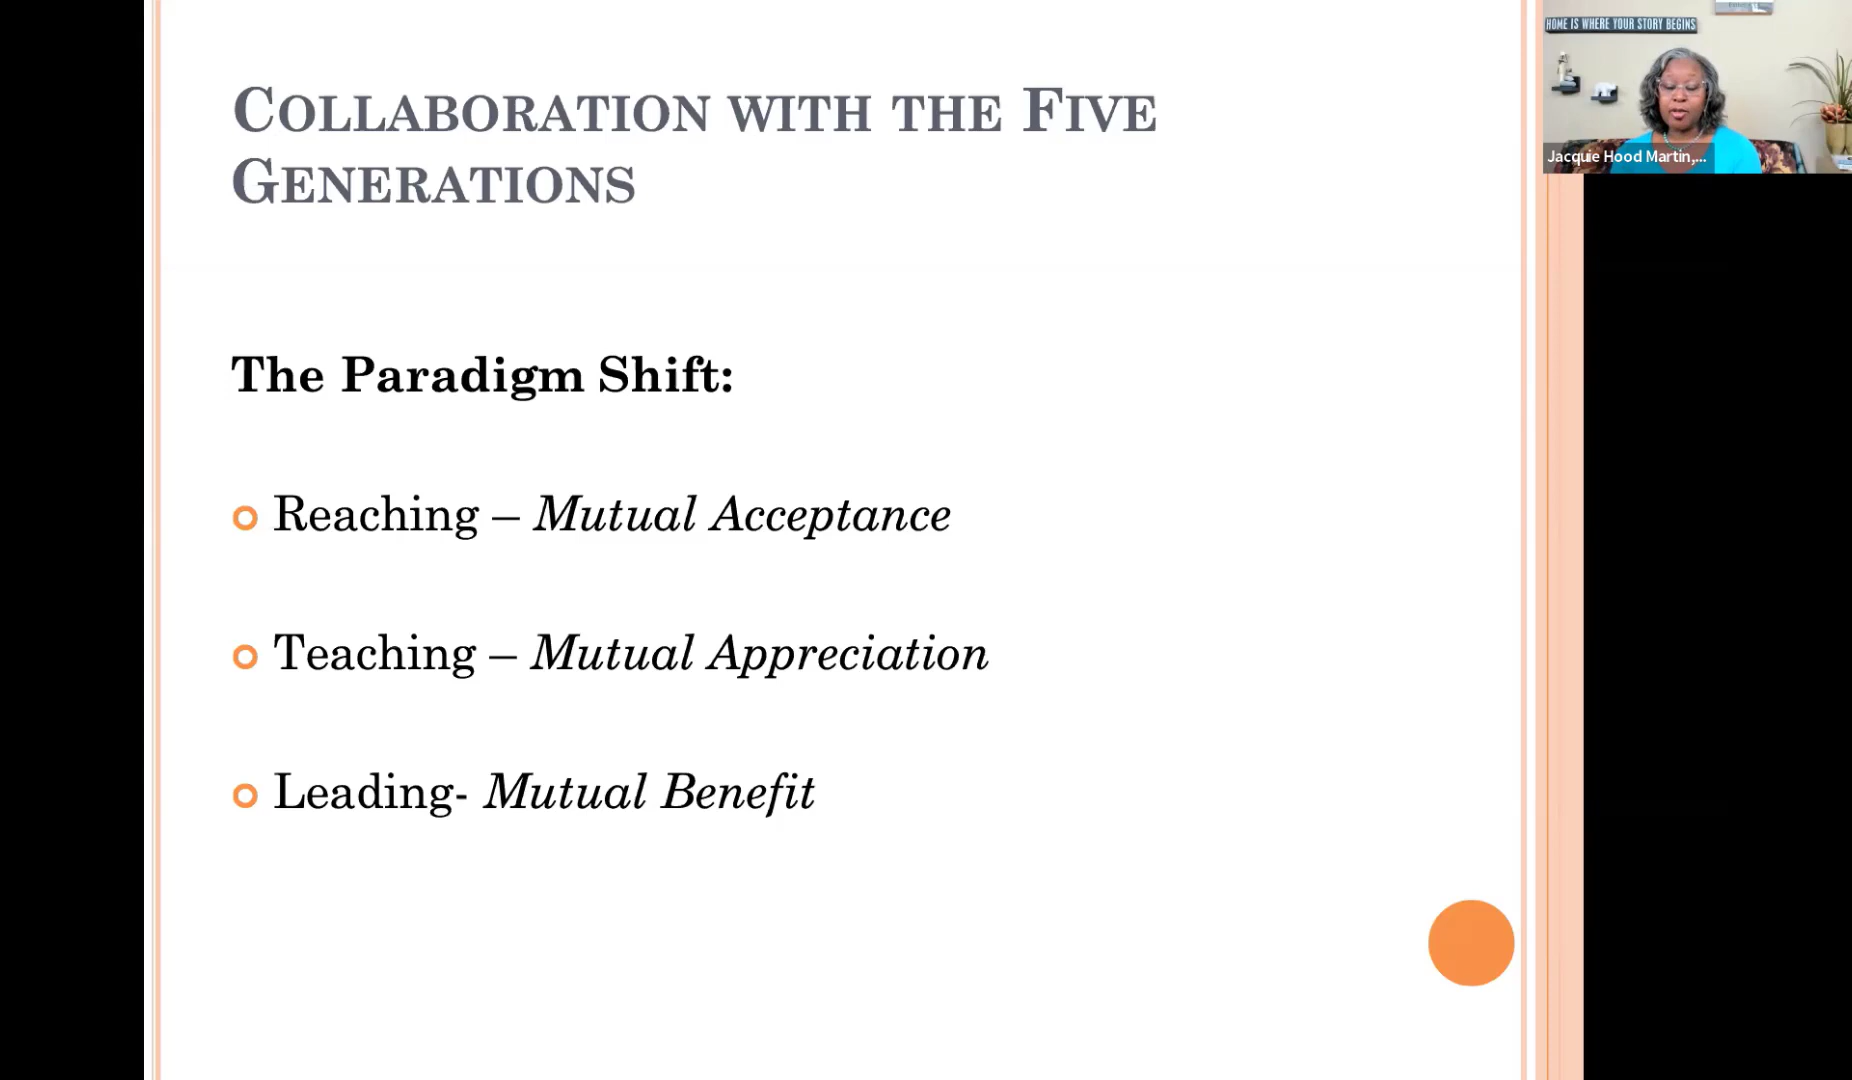 COLLABORATION WITH THE FIVE
GENERATIONS
HOME IS WHERE YOUR STORY BEGINS
Jacquie Hood Martin,...
The Paradigm Shift:
Reaching – Mutual Acceptance
Teaching – Mutual Appreciation
Leading- Mutual Benefit